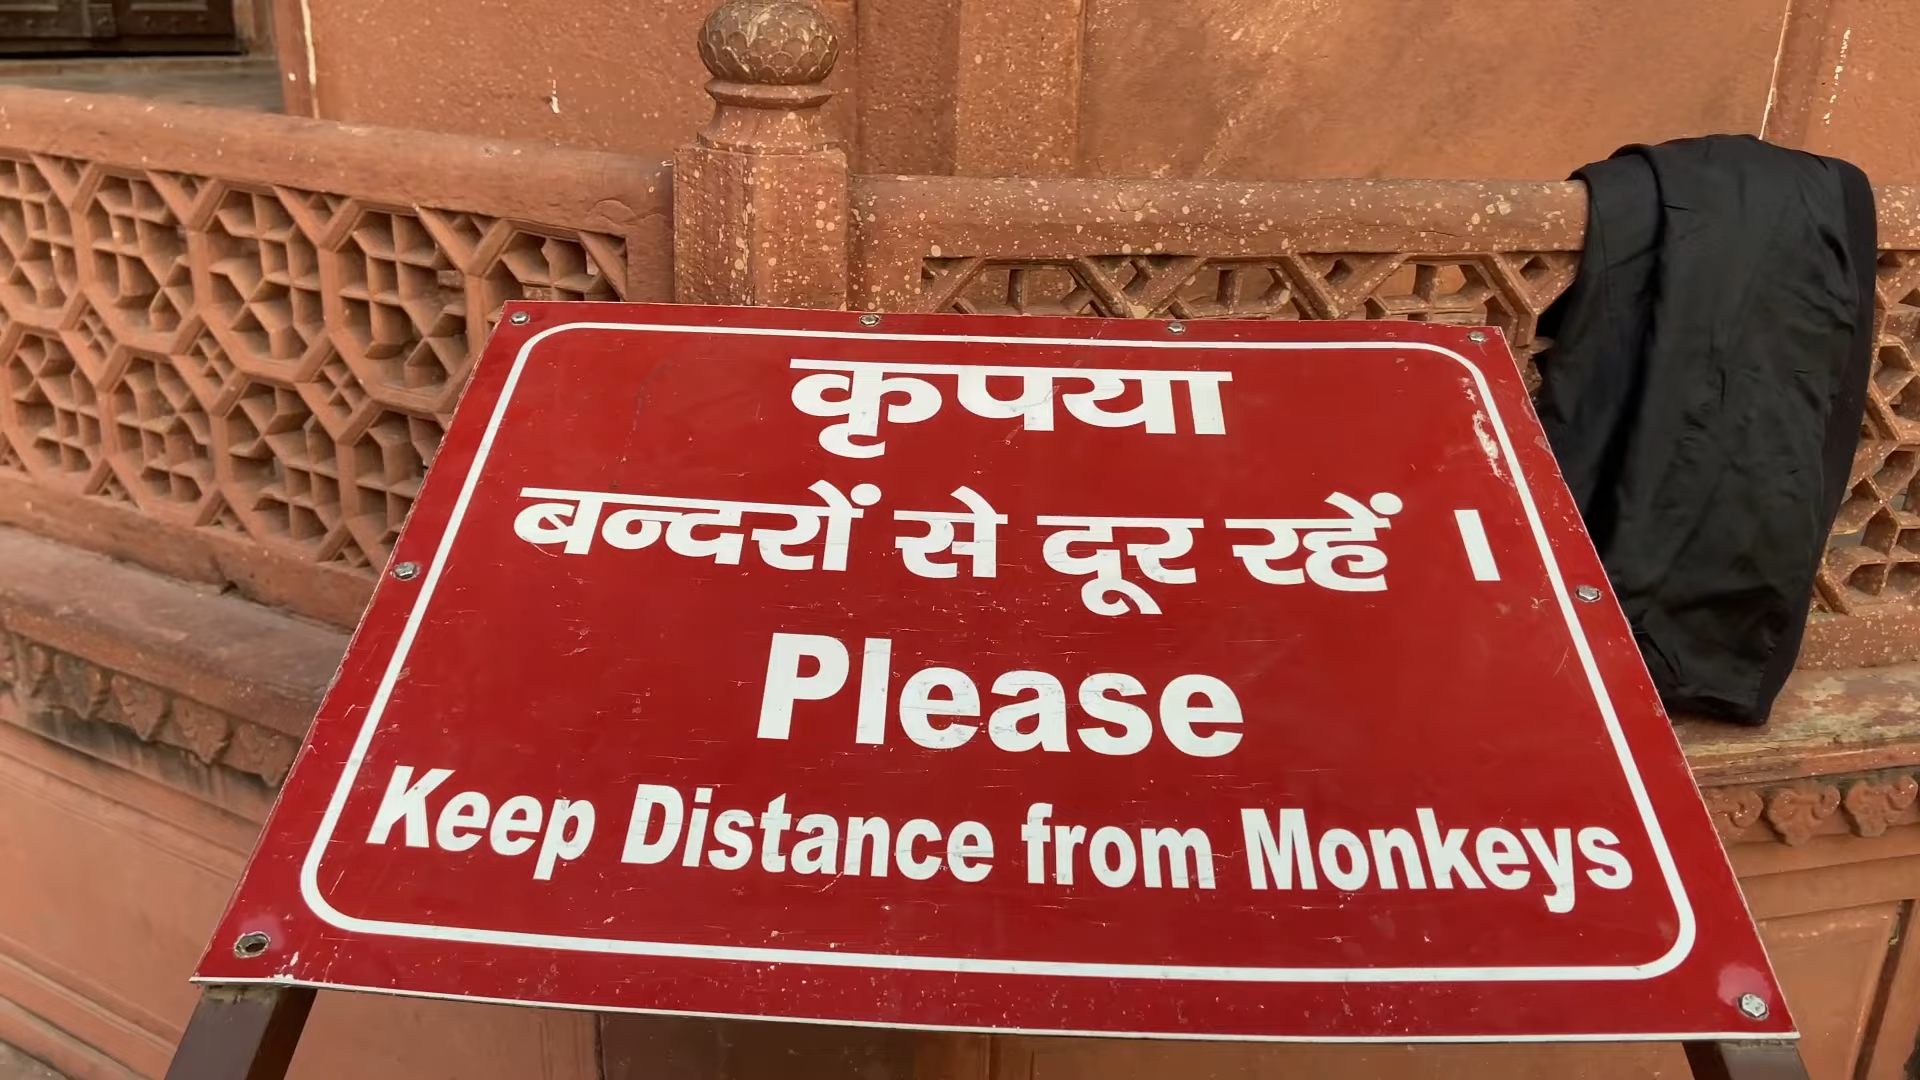 कृपया
बन्दरों से दूर रहें ।
Please
Keep Distance from Monkeys